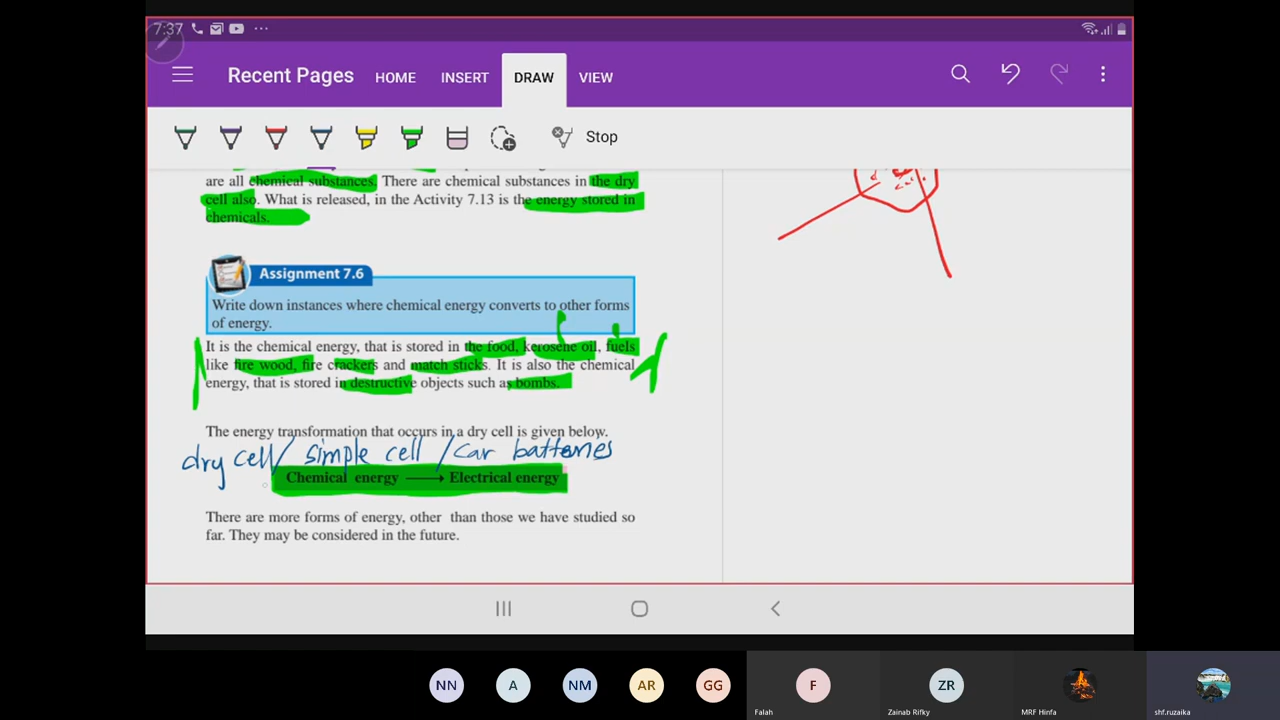 7:37
Recent Pages HOME INSERT DRAW VIEW
Stop
are all chemical substances. There are chemical substances in the dry
cell also. What is released, in the Activity 7.13 is the energy stored in
chemicals.
Assignment 7.6
Write down instances where chemical energy converts to other forms
of energy.
It is the chemical energy, that is stored in the food, kerosene oil, fuels
like fire wood, fire crackers and match sticks. It is also the chemical
energy, that is stored in destructive objects such as bombs.
The energy transformation that occurs in a dry cell is given below.
dry cell/ simple cell /car batteries
Chemical energy → Electrical energy
There are more forms of energy, other than those we have studied so
far. They may be considered in the future.
NN A NM AR GG F ZR
Falah Zainab Rifky MRF Hinfa shf.ruzaika